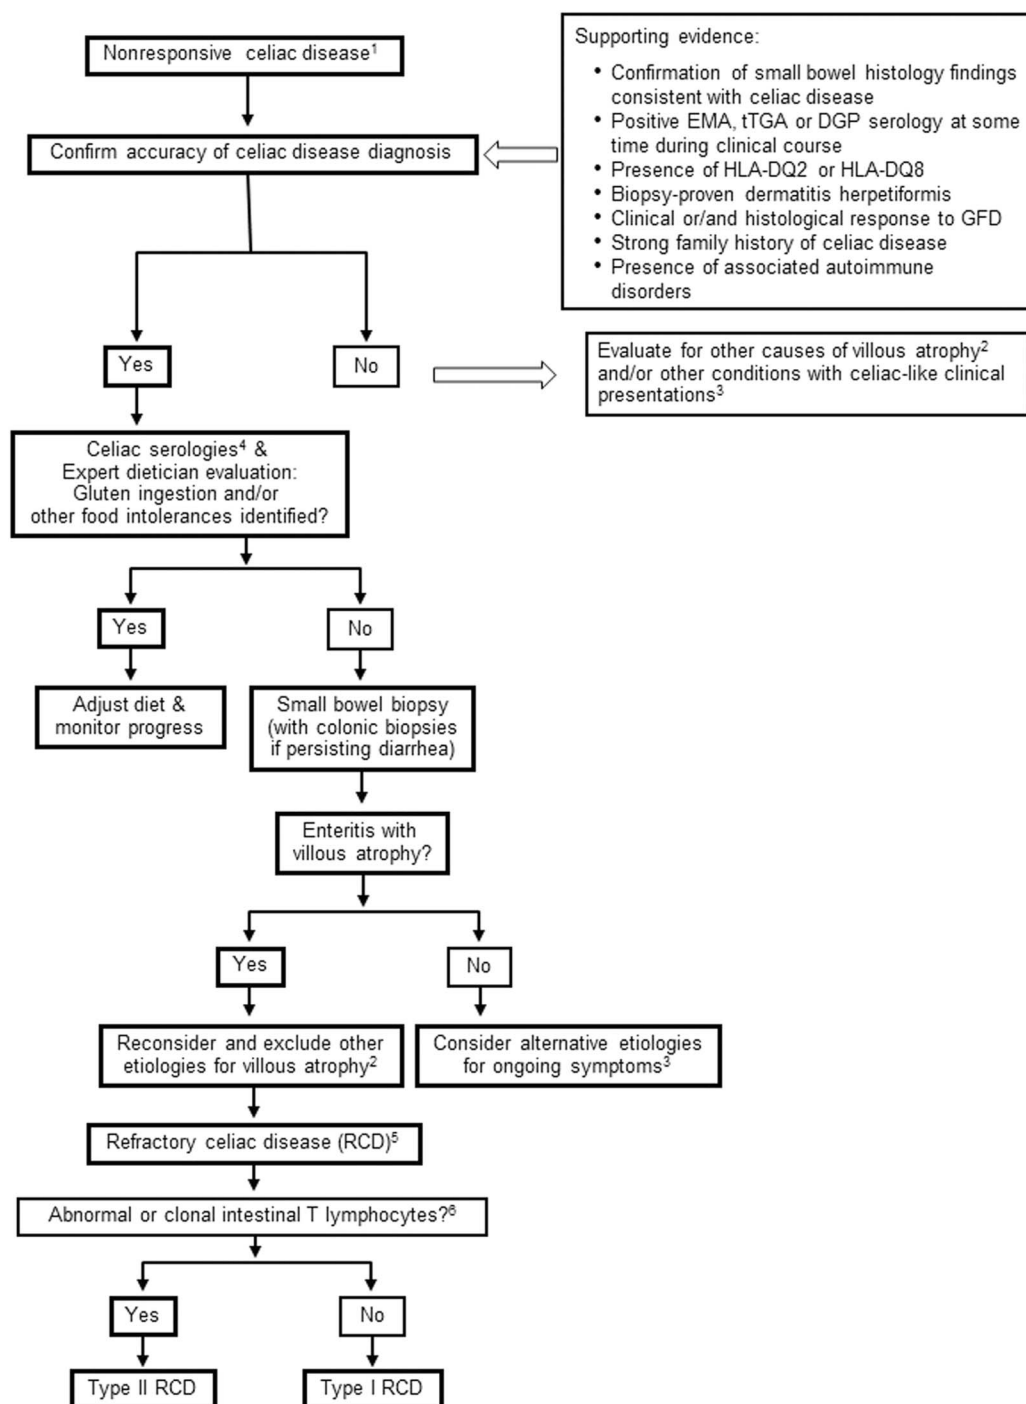 Nonresponsive celiac disease¹
Supporting evidence:
• Confirmation of small bowel histology findings
consistent with celiac disease
• Positive EMA, tTGA or DGP serology at some
time during clinical course
• Presence of HLA-DQ2 or HLA-DQ8
• Biopsy-proven dermatitis herpetiformis
• Clinical or/and histological response to GFD
• Strong family history of celiac disease
• Presence of associated autoimmune
disorders
Confirm accuracy of celiac disease diagnosis
Yes
No
Evaluate for other causes of villous atrophy²
and/or other conditions with celiac-like clinical
presentations³
Celiac serologies⁴ &
Expert dietician evaluation:
Gluten ingestion and/or
other food intolerances identified?
Yes
No
Adjust diet &
monitor progress
Small bowel biopsy
(with colonic biopsies
if persisting diarrhea)
Enteritis with
villous atrophy?
Yes
No
Reconsider and exclude other
etiologies for villous atrophy²
Consider alternative etiologies
for ongoing symptoms³
Refractory celiac disease (RCD)⁵
Abnormal or clonal intestinal T lymphocytes?⁶
Yes
No
Type II RCD
Type I RCD